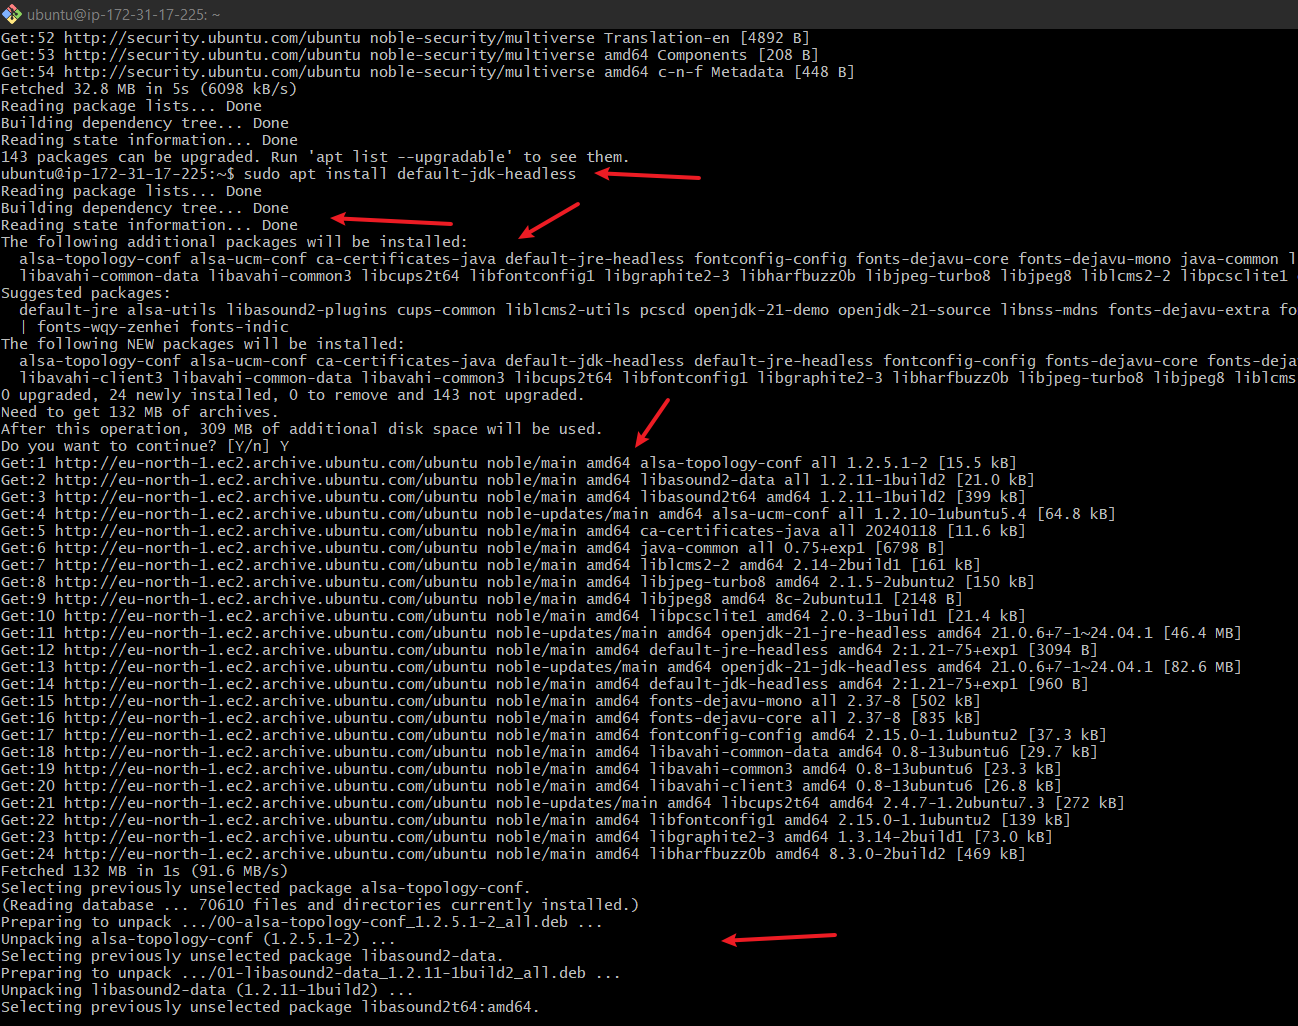 ubuntu@ip-172-31-17-225: ~
Get:52 http://security.ubuntu.com/ubuntu noble-security/multiverse Translation-en [4892 B]
Get:53 http://security.ubuntu.com/ubuntu noble-security/multiverse amd64 Components [208 B]
Get:54 http://security.ubuntu.com/ubuntu noble-security/multiverse amd64 c-n-f Metadata [448 B]
Fetched 32.8 MB in 5s (6098 kB/s)
Reading package lists... Done
Building dependency tree... Done
Reading state information... Done
143 packages can be upgraded. Run 'apt list --upgradable' to see them.
ubuntu@ip-172-31-17-225:~$ sudo apt install default-jdk-headless
Reading package lists... Done
Building dependency tree... Done
Reading state information... Done
The following additional packages will be installed:
  alsa-topology-conf alsa-ucm-conf ca-certificates-java default-jre-headless fontconfig-config fonts-dejavu-core fonts-dejavu-mono java-common l
  libavahi-common-data libavahi-common3 libcups2t64 libfontconfig1 libgraphite2-3 libharfbuzz0b libjpeg-turbo8 libjpeg8 liblcms2-2 libpcsclite1
Suggested packages:
  default-jre alsa-utils libasound2-plugins cups-common liblcms2-utils pcscd openjdk-21-demo openjdk-21-source libnss-mdns fonts-dejavu-extra fo
  | fonts-wqy-zenhei fonts-indic
The following NEW packages will be installed:
  alsa-topology-conf alsa-ucm-conf ca-certificates-java default-jdk-headless default-jre-headless fontconfig-config fonts-dejavu-core fonts-deja
  libavahi-client3 libavahi-common-data libavahi-common3 libcups2t64 libfontconfig1 libgraphite2-3 libharfbuzz0b libjpeg-turbo8 libjpeg8 liblcms
0 upgraded, 24 newly installed, 0 to remove and 143 not upgraded.
Need to get 132 MB of archives.
After this operation, 309 MB of additional disk space will be used.
Do you want to continue? [Y/n] Y
Get:1 http://eu-north-1.ec2.archive.ubuntu.com/ubuntu noble/main amd64 alsa-topology-conf all 1.2.5.1-2 [15.5 kB]
Get:2 http://eu-north-1.ec2.archive.ubuntu.com/ubuntu noble/main amd64 libasound2-data all 1.2.11-1build2 [21.0 kB]
Get:3 http://eu-north-1.ec2.archive.ubuntu.com/ubuntu noble/main amd64 libasound2t64 amd64 1.2.11-1build2 [399 kB]
Get:4 http://eu-north-1.ec2.archive.ubuntu.com/ubuntu noble-updates/main amd64 alsa-ucm-conf all 1.2.10-1ubuntu5.4 [64.8 kB]
Get:5 http://eu-north-1.ec2.archive.ubuntu.com/ubuntu noble/main amd64 ca-certificates-java all 20240118 [11.6 kB]
Get:6 http://eu-north-1.ec2.archive.ubuntu.com/ubuntu noble/main amd64 java-common all 0.75+exp1 [6798 B]
Get:7 http://eu-north-1.ec2.archive.ubuntu.com/ubuntu noble/main amd64 liblcms2-2 amd64 2.14-2build1 [161 kB]
Get:8 http://eu-north-1.ec2.archive.ubuntu.com/ubuntu noble/main amd64 libjpeg-turbo8 amd64 2.1.5-2ubuntu2 [150 kB]
Get:9 http://eu-north-1.ec2.archive.ubuntu.com/ubuntu noble/main amd64 libjpeg8 amd64 8c-2ubuntu11 [2148 B]
Get:10 http://eu-north-1.ec2.archive.ubuntu.com/ubuntu noble/main amd64 libpcsclite1 amd64 2.0.3-1build1 [21.4 kB]
Get:11 http://eu-north-1.ec2.archive.ubuntu.com/ubuntu noble-updates/main amd64 openjdk-21-jre-headless amd64 21.0.6+7-1~24.04.1 [46.4 MB]
Get:12 http://eu-north-1.ec2.archive.ubuntu.com/ubuntu noble/main amd64 default-jre-headless amd64 2:1.21-75+exp1 [3094 B]
Get:13 http://eu-north-1.ec2.archive.ubuntu.com/ubuntu noble-updates/main amd64 openjdk-21-jdk-headless amd64 21.0.6+7-1~24.04.1 [82.6 MB]
Get:14 http://eu-north-1.ec2.archive.ubuntu.com/ubuntu noble/main amd64 default-jdk-headless amd64 2:1.21-75+exp1 [960 B]
Get:15 http://eu-north-1.ec2.archive.ubuntu.com/ubuntu noble/main amd64 fonts-dejavu-mono all 2.37-8 [502 kB]
Get:16 http://eu-north-1.ec2.archive.ubuntu.com/ubuntu noble/main amd64 fonts-dejavu-core all 2.37-8 [835 kB]
Get:17 http://eu-north-1.ec2.archive.ubuntu.com/ubuntu noble/main amd64 fontconfig-config amd64 2.15.0-1.1ubuntu2 [37.3 kB]
Get:18 http://eu-north-1.ec2.archive.ubuntu.com/ubuntu noble/main amd64 libavahi-common-data amd64 0.8-13ubuntu6 [29.7 kB]
Get:19 http://eu-north-1.ec2.archive.ubuntu.com/ubuntu noble/main amd64 libavahi-common3 amd64 0.8-13ubuntu6 [23.3 kB]
Get:20 http://eu-north-1.ec2.archive.ubuntu.com/ubuntu noble/main amd64 libavahi-client3 amd64 0.8-13ubuntu6 [26.8 kB]
Get:21 http://eu-north-1.ec2.archive.ubuntu.com/ubuntu noble-updates/main amd64 libcups2t64 amd64 2.4.7-1.2ubuntu7.3 [272 kB]
Get:22 http://eu-north-1.ec2.archive.ubuntu.com/ubuntu noble/main amd64 libfontconfig1 amd64 2.15.0-1.1ubuntu2 [139 kB]
Get:23 http://eu-north-1.ec2.archive.ubuntu.com/ubuntu noble/main amd64 libgraphite2-3 amd64 1.3.14-2build1 [73.0 kB]
Get:24 http://eu-north-1.ec2.archive.ubuntu.com/ubuntu noble/main amd64 libharfbuzz0b amd64 8.3.0-2build2 [469 kB]
Fetched 132 MB in 1s (91.6 MB/s)
Selecting previously unselected package alsa-topology-conf.
(Reading database ... 70610 files and directories currently installed.)
Preparing to unpack .../00-alsa-topology-conf_1.2.5.1-2_all.deb ...
Unpacking alsa-topology-conf (1.2.5.1-2) ...
Selecting previously unselected package libasound2-data.
Preparing to unpack .../01-libasound2-data_1.2.11-1build2_all.deb ...
Unpacking libasound2-data (1.2.11-1build2) ...
Selecting previously unselected package libasound2t64:amd64.